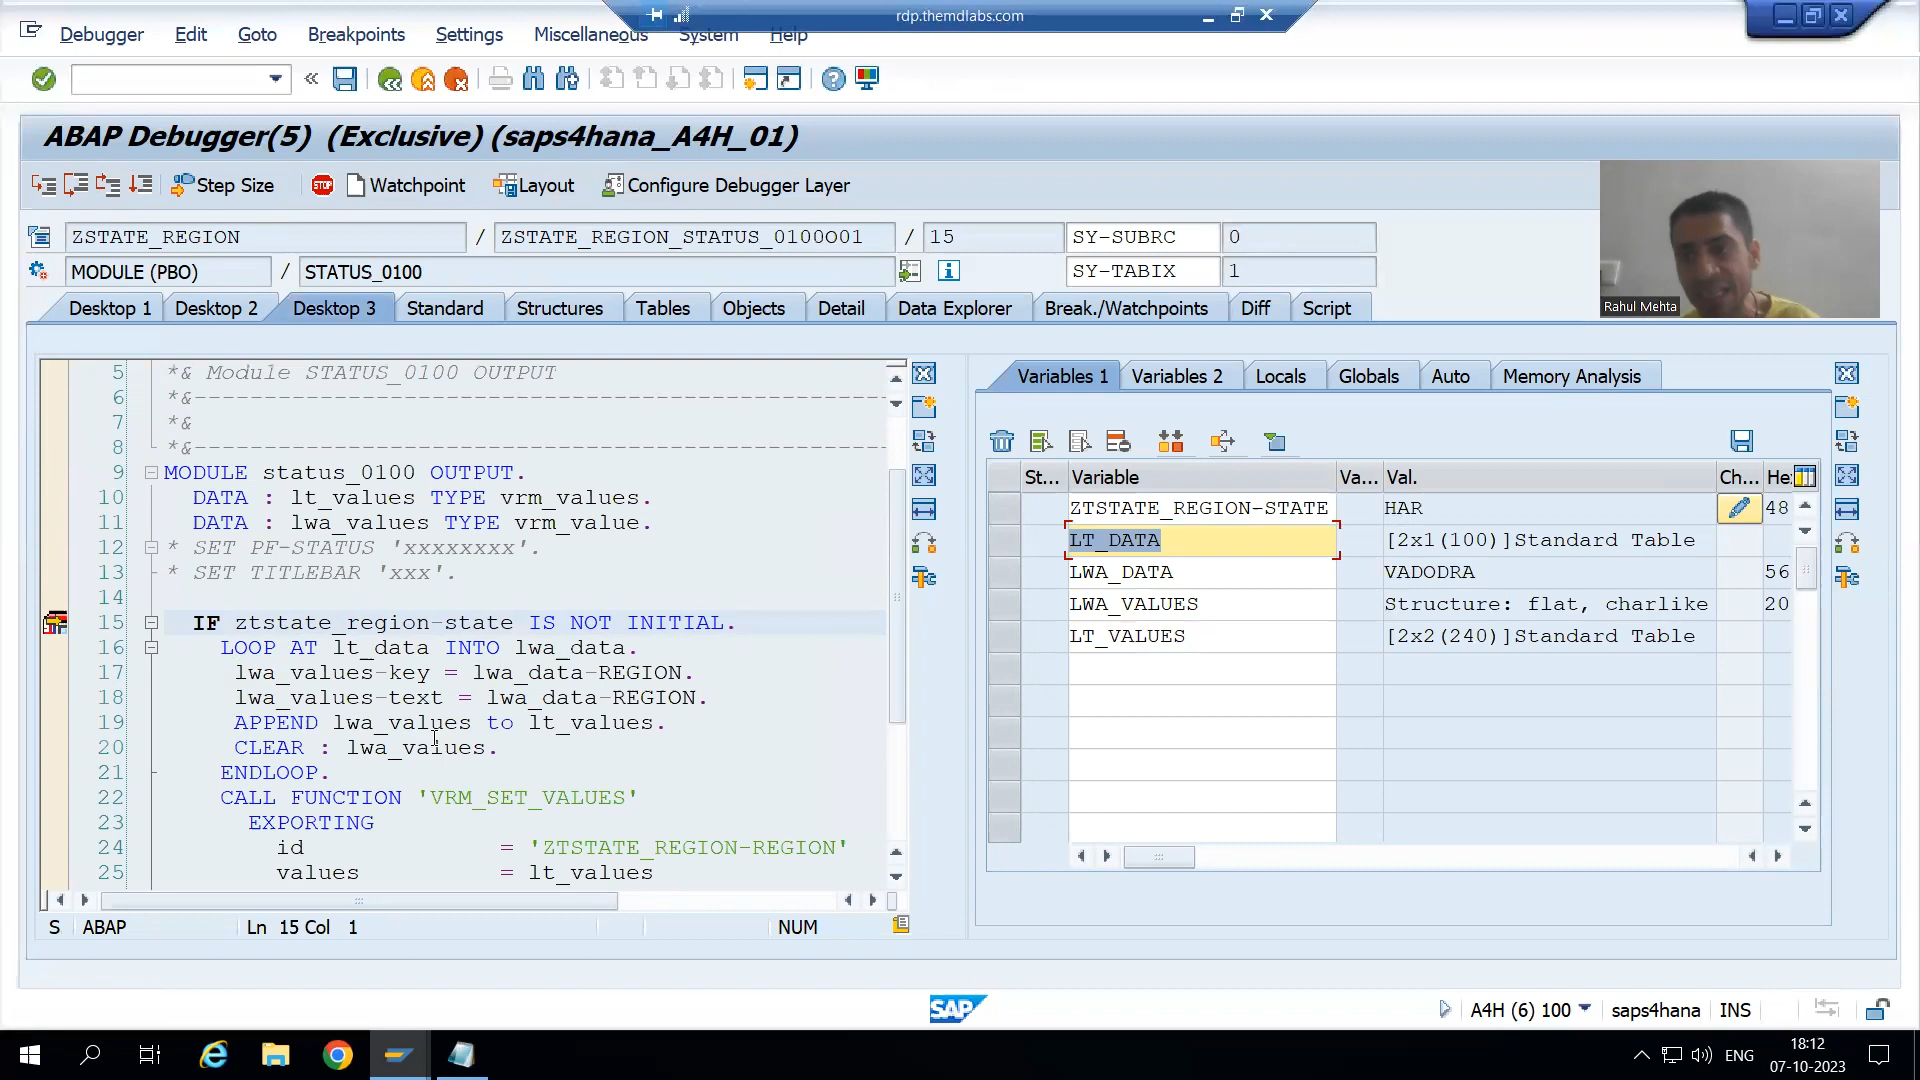 rdp.themdlabs.com
Debugger Edit Goto Breakpoints Settings Miscellaneous System Help
ABAP Debugger(5) (Exclusive) (saps4hana_A4H_01)
Step Size STOP Watchpoint Layout Configure Debugger Layer
ZSTATE_REGION / ZSTATE_REGION_STATUS_0100O01 / 15 SY-SUBRC 0
MODULE (PBO) / STATUS_0100 SY-TABIX 1
Rahul Mehta
Desktop 1 Desktop 2 Desktop 3 Standard Structures Tables Objects Detail Data Explorer Break./Watchpoints Diff Script
5 *& Module STATUS_0100 OUTPUT
6 *&---------------------------------------------------
7 *&
8 *&---------------------------------------------------
9 MODULE status_0100 OUTPUT.
10 DATA : lt_values TYPE vrm_values.
11 DATA : lwa_values TYPE vrm_value.
12 * SET PF-STATUS 'xxxxxxxx'.
13 * SET TITLEBAR 'xxx'.
14
15 IF ztstate_region-state IS NOT INITIAL.
16 LOOP AT lt_data INTO lwa_data.
17 lwa_values-key = lwa_data-REGION.
18 lwa_values-text = lwa_data-REGION.
19 APPEND lwa_values to lt_values.
20 CLEAR : lwa_values.
21 ENDLOOP.
22 CALL FUNCTION 'VRM_SET_VALUES'
23 EXPORTING
24 id = 'ZTSTATE_REGION-REGION'
25 values = lt_values
S ABAP Ln 15 Col 1 NUM
Variables 1 Variables 2 Locals Globals Auto Memory Analysis
St... Variable Va... Val. Ch... He
ZTSTATE_REGION-STATE HAR 48
LT_DATA [2x1(100)]Standard Table
LWA_DATA VADODRA 56
LWA_VALUES Structure: flat, charlike 20
LT_VALUES [2x2(240)]Standard Table
SAP A4H (6) 100 saps4hana INS
ENG 18:12
07-10-2023